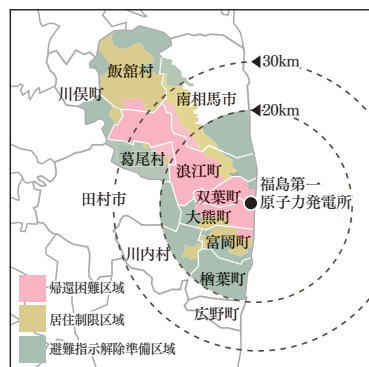 30km
20km
飯舘村
川俣町
南相馬市
葛尾村
浪江町
双葉町
福島第一
原子力発電所
田村市
大熊町
富岡町
川内村
楢葉町
広野町
帰還困難区域
居住制限区域
避難指示解除準備区域